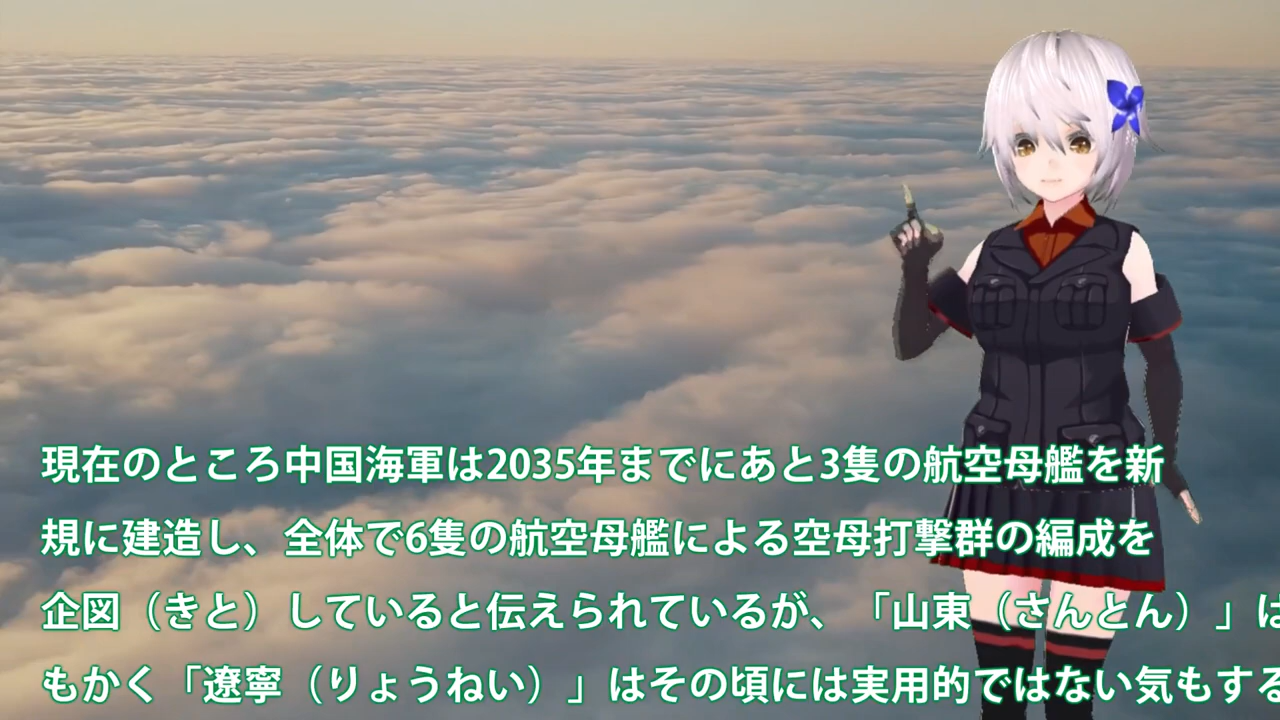 現在のところ中国海軍は2035年までにあと3隻の航空母艦を新
規に建造し、全体で6隻の航空母艦による空母打撃群の編成を
企図（きと）していると伝えられているが、「山東（さんとん）」は
もかく「遼寧（りょうねい）」はその頃には実用的ではない気もする